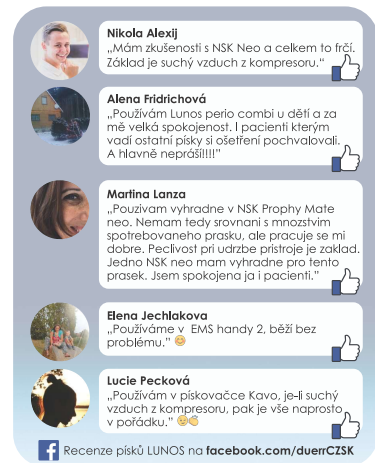 Nikola Alexij
„Mám zkušenosti s NSK Neo a celkem to frčí.
Základ je suchý vzduch z kompresoru.“
Alena Fridrichová
„Používám Lunos perio combi u dětí a za
mě velká spokojenost. I pacienti kterým
vadí ostatní písky si ošetření pochvalovali.
A hlavně nepráší!!!!”
Martina Lanza
„Pouzivam vyhradne v NSK Prophy Mate
neo. Nemam tedy srovnani s mnozstvim
spotrebovaneho prasku, ale pracuje se mi
dobre. Peclivost pri udrzbe pristroje je zaklad.
Jedno NSK neo mam vyhradne pro tento
prasek. Jsem spokojena ja i pacienti.”
Elena Jechlakova
„Používáme v  EMS handy 2, běží bez
problému.” 😊
Lucie Pecková
„Používám v pískovačce Kavo, je-li suchý
vzduch z kompresoru, pak je vše naprosto
v pořádku.” 😉👏
f Recenze písků LUNOS na facebook.com/duerrCZSK